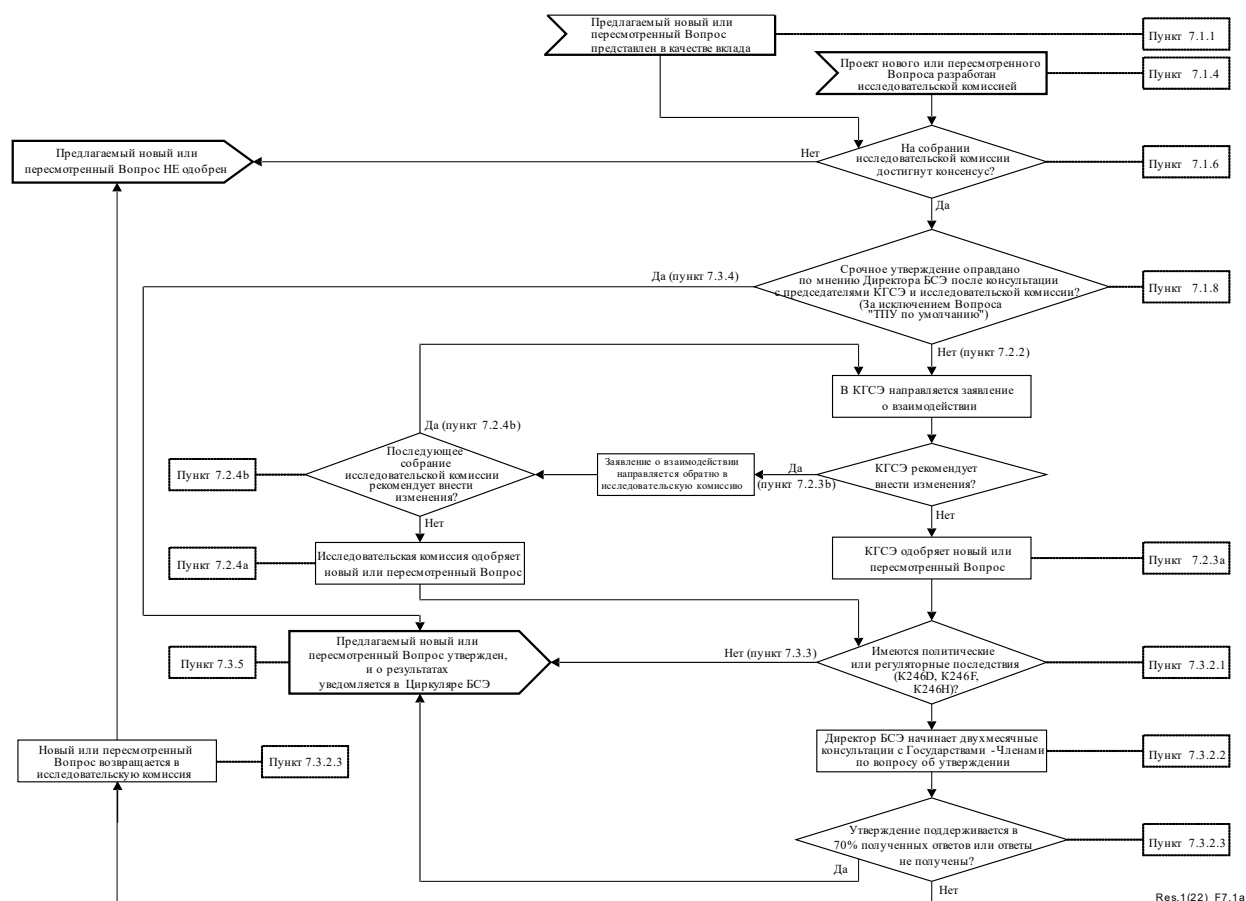 Предлагаемый новый или
пересмотренный Вопрос
представлен в качестве вклада
Пункт 7.1.1
Проект нового или пересмотренного
Вопроса разработан
исследовательской комиссией
Пункт 7.1.4
Предлагаемый новый или
пересмотренный Вопрос НЕ одобрен
Нет
На собрании
исследовательской комиссии
достигнут консенсус?
Пункт 7.1.6
Да
Да (пункт 7.3.4)
Срочное утверждение оправдано
по мнению Директора БСЭ после консультации
с председателями КГСЭ и исследовательской комиссии?
(За исключением Вопроса
"ТПУ по умолчанию")
Пункт 7.1.8
Нет (пункт 7.2.2)
В КГСЭ направляется заявление
о взаимодействии
Да (пункт 7.2.4b)
Пункт 7.2.4b
Последующее
собрание
исследовательской комиссии
рекомендует внести
изменения?
Заявление о взаимодействии
направляется обратно в
исследовательскую комиссию
Да
(пункт 7.2.3b)
КГСЭ рекомендует
внести изменения?
Нет
Нет
Пункт 7.2.4a
Исследовательская комиссия одобряет
новый или пересмотренный Вопрос
КГСЭ одобряет новый или
пересмотренный Вопрос
Пункт 7.2.3a
Пункт 7.3.5
Предлагаемый новый или
пересмотренный Вопрос утвержден,
и о результатах
уведомляется в Циркуляре БСЭ
Нет (пункт 7.3.3)
Имеются политические
или регуляторные последствия
(К246D, К246F,
К246H)?
Пункт 7.3.2.1
Новый или пересмотренный
Вопрос возвращается в
исследовательскую комиссия
Пункт 7.3.2.3
Директор БСЭ начинает двухмесячные
консультации с Государствами -Членами
по вопросу об утверждении
Пункт 7.3.2.2
Утверждение поддерживается в
70% полученных ответов или ответы
не получены?
Пункт 7.3.2.3
Да
Нет
Res.1(22)_F7.1a